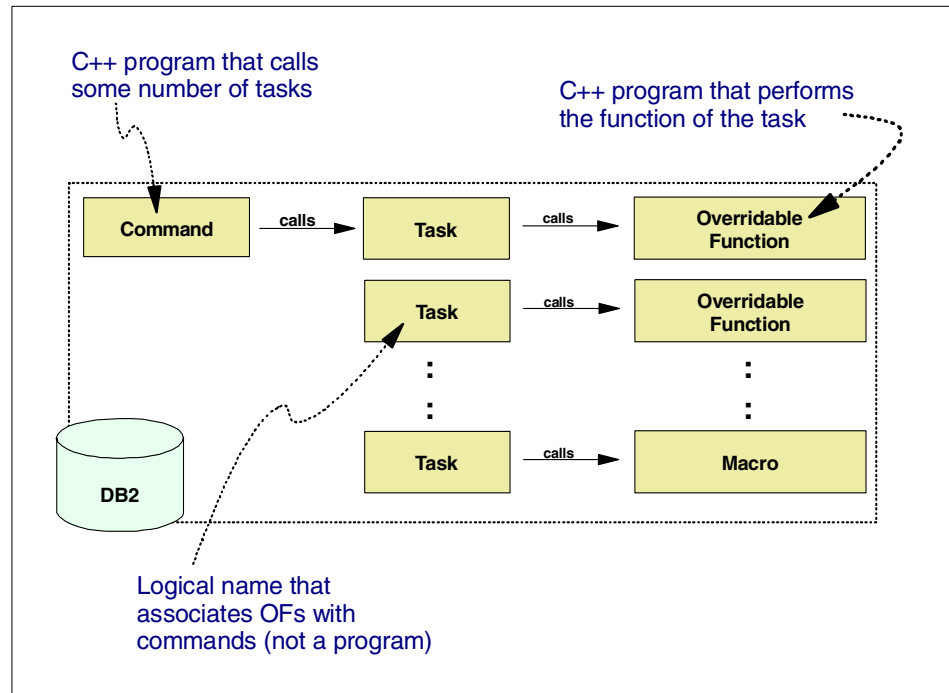 C++ program that calls
some number of tasks
C++ program that performs
the function of the task
Command
calls
Task
calls
Overridable
Function
Task
calls
Overridable
Function
Task
calls
Macro
DB2
Logical name that
associates OFs with
commands (not a program)